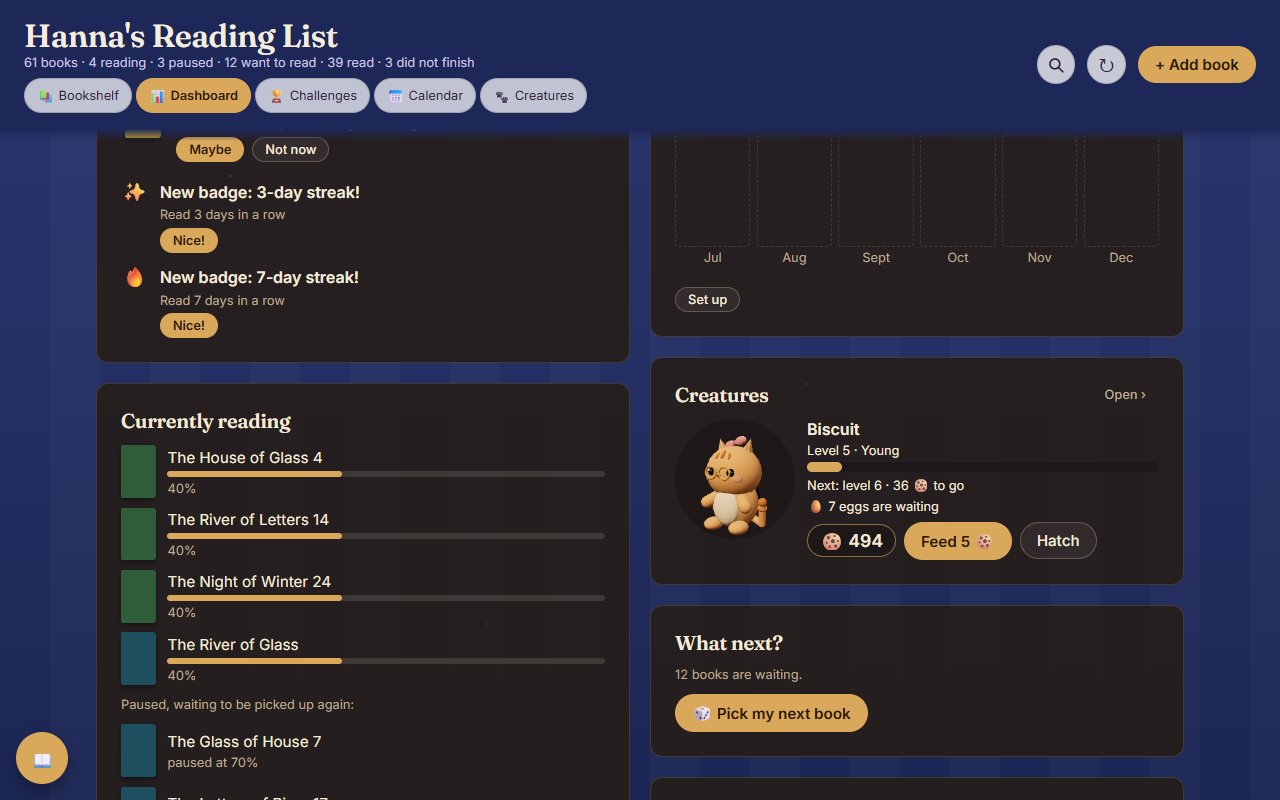 Hanna's Reading List
61 books · 4 reading · 3 paused · 12 want to read · 39 read · 3 did not finish
Bookshelf
Dashboard
Challenges
Calendar
Creatures
+ Add book
Maybe
Not now
New badge: 3-day streak!
Read 3 days in a row
Nice!
New badge: 7-day streak!
Read 7 days in a row
Nice!
Currently reading
The House of Glass 4
40%
The River of Letters 14
40%
The Night of Winter 24
40%
The River of Glass
40%
Paused, waiting to be picked up again:
The Glass of House 7
paused at 70%
Jul Aug Sept Oct Nov Dec
Set up
Creatures
Open ›
Biscuit
Level 5 · Young
Next: level 6 · 36 🍪 to go
7 eggs are waiting
494
Feed 5 🍪
Hatch
What next?
12 books are waiting.
Pick my next book